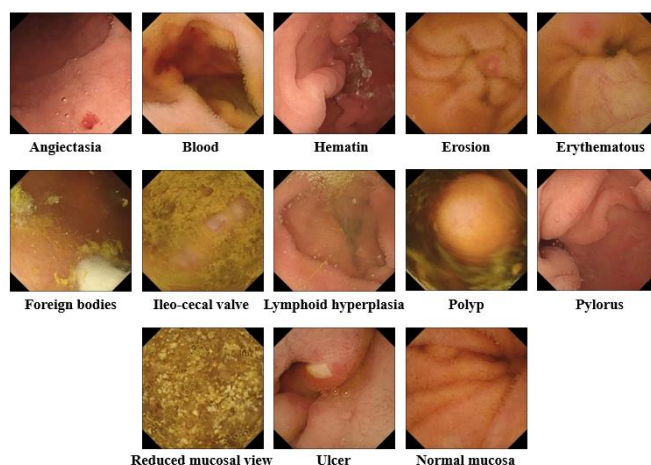 Angiectasia Blood Hematin Erosion Erythematous
Foreign bodies Ileo-cecal valve Lymphoid hyperplasia Polyp Pylorus
Reduced mucosal view Ulcer Normal mucosa